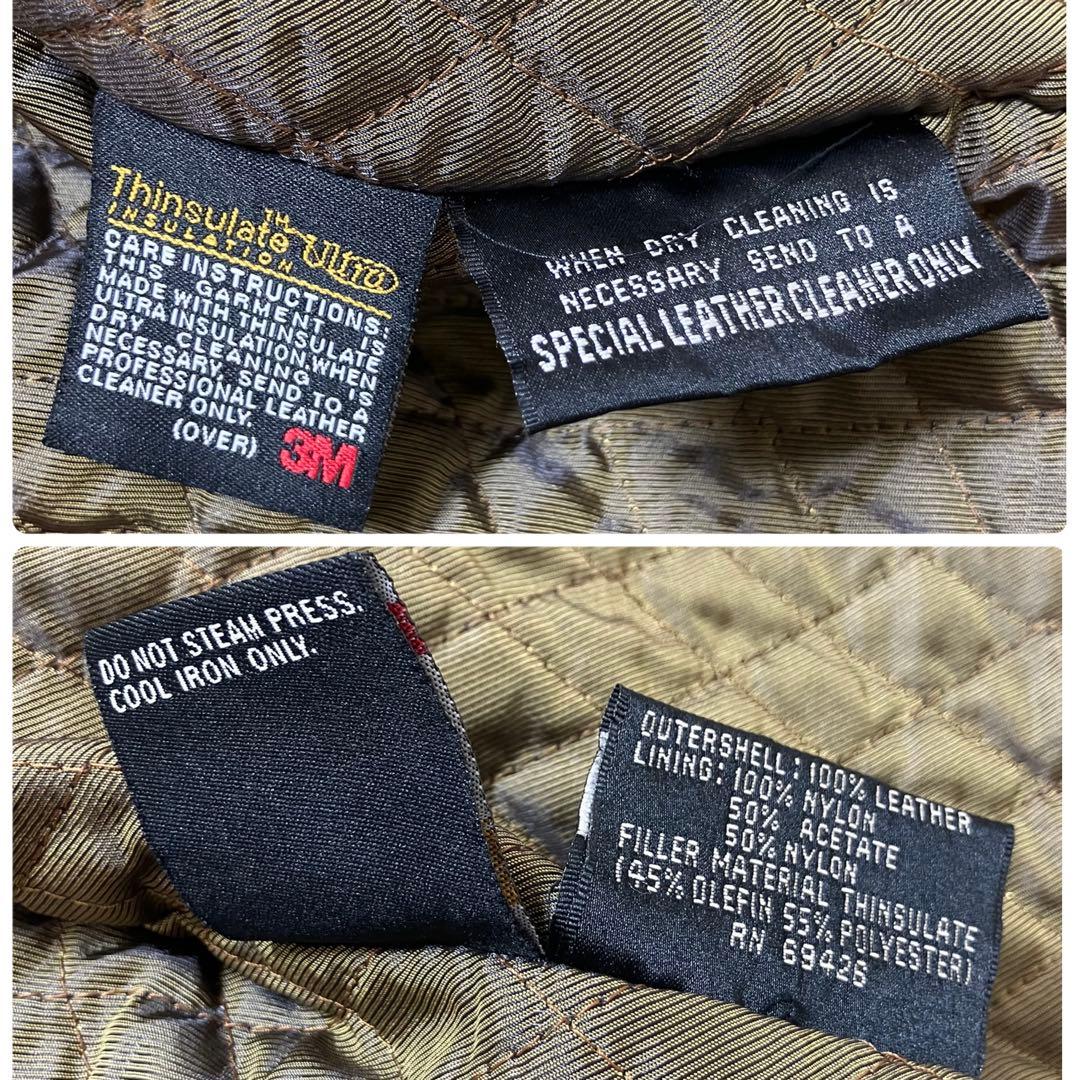 Thinsulate™ Ultra
INSULATION
CARE INSTRUCTIONS:
THIS GARMENT IS
MADE WITH THINSULATE
ULTRA INSULATION. WHEN
DRY CLEANING IS
NECESSARY, SEND TO A
PROFESSIONAL LEATHER
CLEANER ONLY.
(OVER) 3M
WHEN DRY CLEANING IS
NECESSARY SEND TO A
SPECIAL LEATHER CLEANER ONLY
DO NOT STEAM PRESS.
COOL IRON ONLY.
OUTERSHELL: 100% LEATHER
LINING: 100% NYLON
50% ACETATE
50% NYLON
FILLER MATERIAL THINSULATE
(45% OLEFIN 55% POLYESTER)
RN 69426